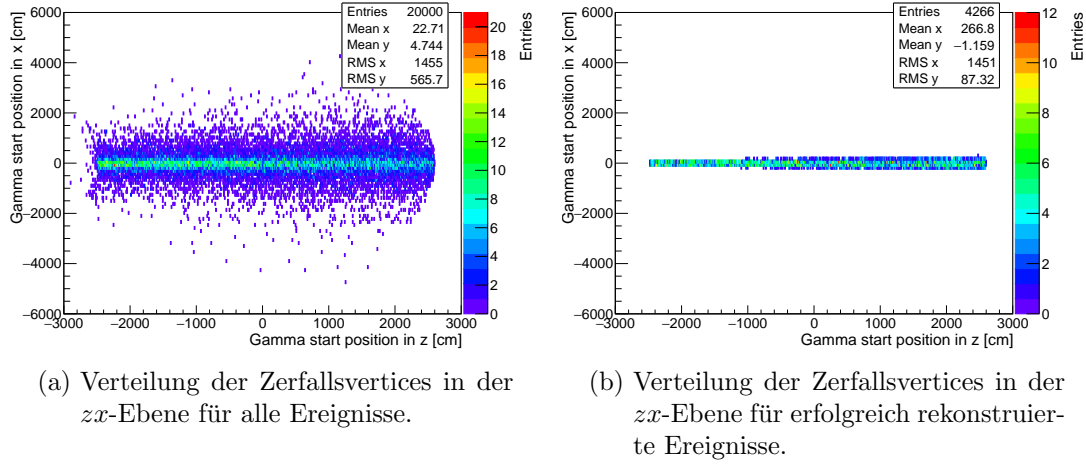 Gamma start position in x [cm]
6000
4000
2000
0
−2000
−4000
−6000
−3000 −2000 −1000 0 1000 2000 3000
Gamma start position in z [cm]
Entries 20000
Mean x 22.71
Mean y 4.744
RMS x 1455
RMS y 565.7
20
18
16
14
12
10
8
6
4
2
0
Entries
(a) Verteilung der Zerfallsvertices in der
zx-Ebene für alle Ereignisse.
Gamma start position in x [cm]
6000
4000
2000
0
−2000
−4000
−6000
−3000 −2000 −1000 0 1000 2000 3000
Gamma start position in z [cm]
Entries 4266
Mean x 266.8
Mean y −1.159
RMS x 1451
RMS y 87.32
12
10
8
6
4
2
0
Entries
(b) Verteilung der Zerfallsvertices in der
zx-Ebene für erfolgreich rekonstruier-
te Ereignisse.